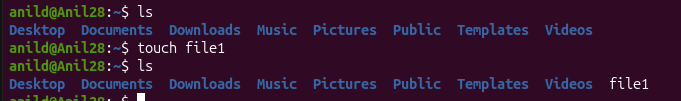 anild@Anil28:~$ ls
Desktop  Documents  Downloads  Music  Pictures  Public  Templates  Videos
anild@Anil28:~$ touch file1
anild@Anil28:~$ ls
Desktop  Documents  Downloads  Music  Pictures  Public  Templates  Videos  file1
anild@Anil28:~$